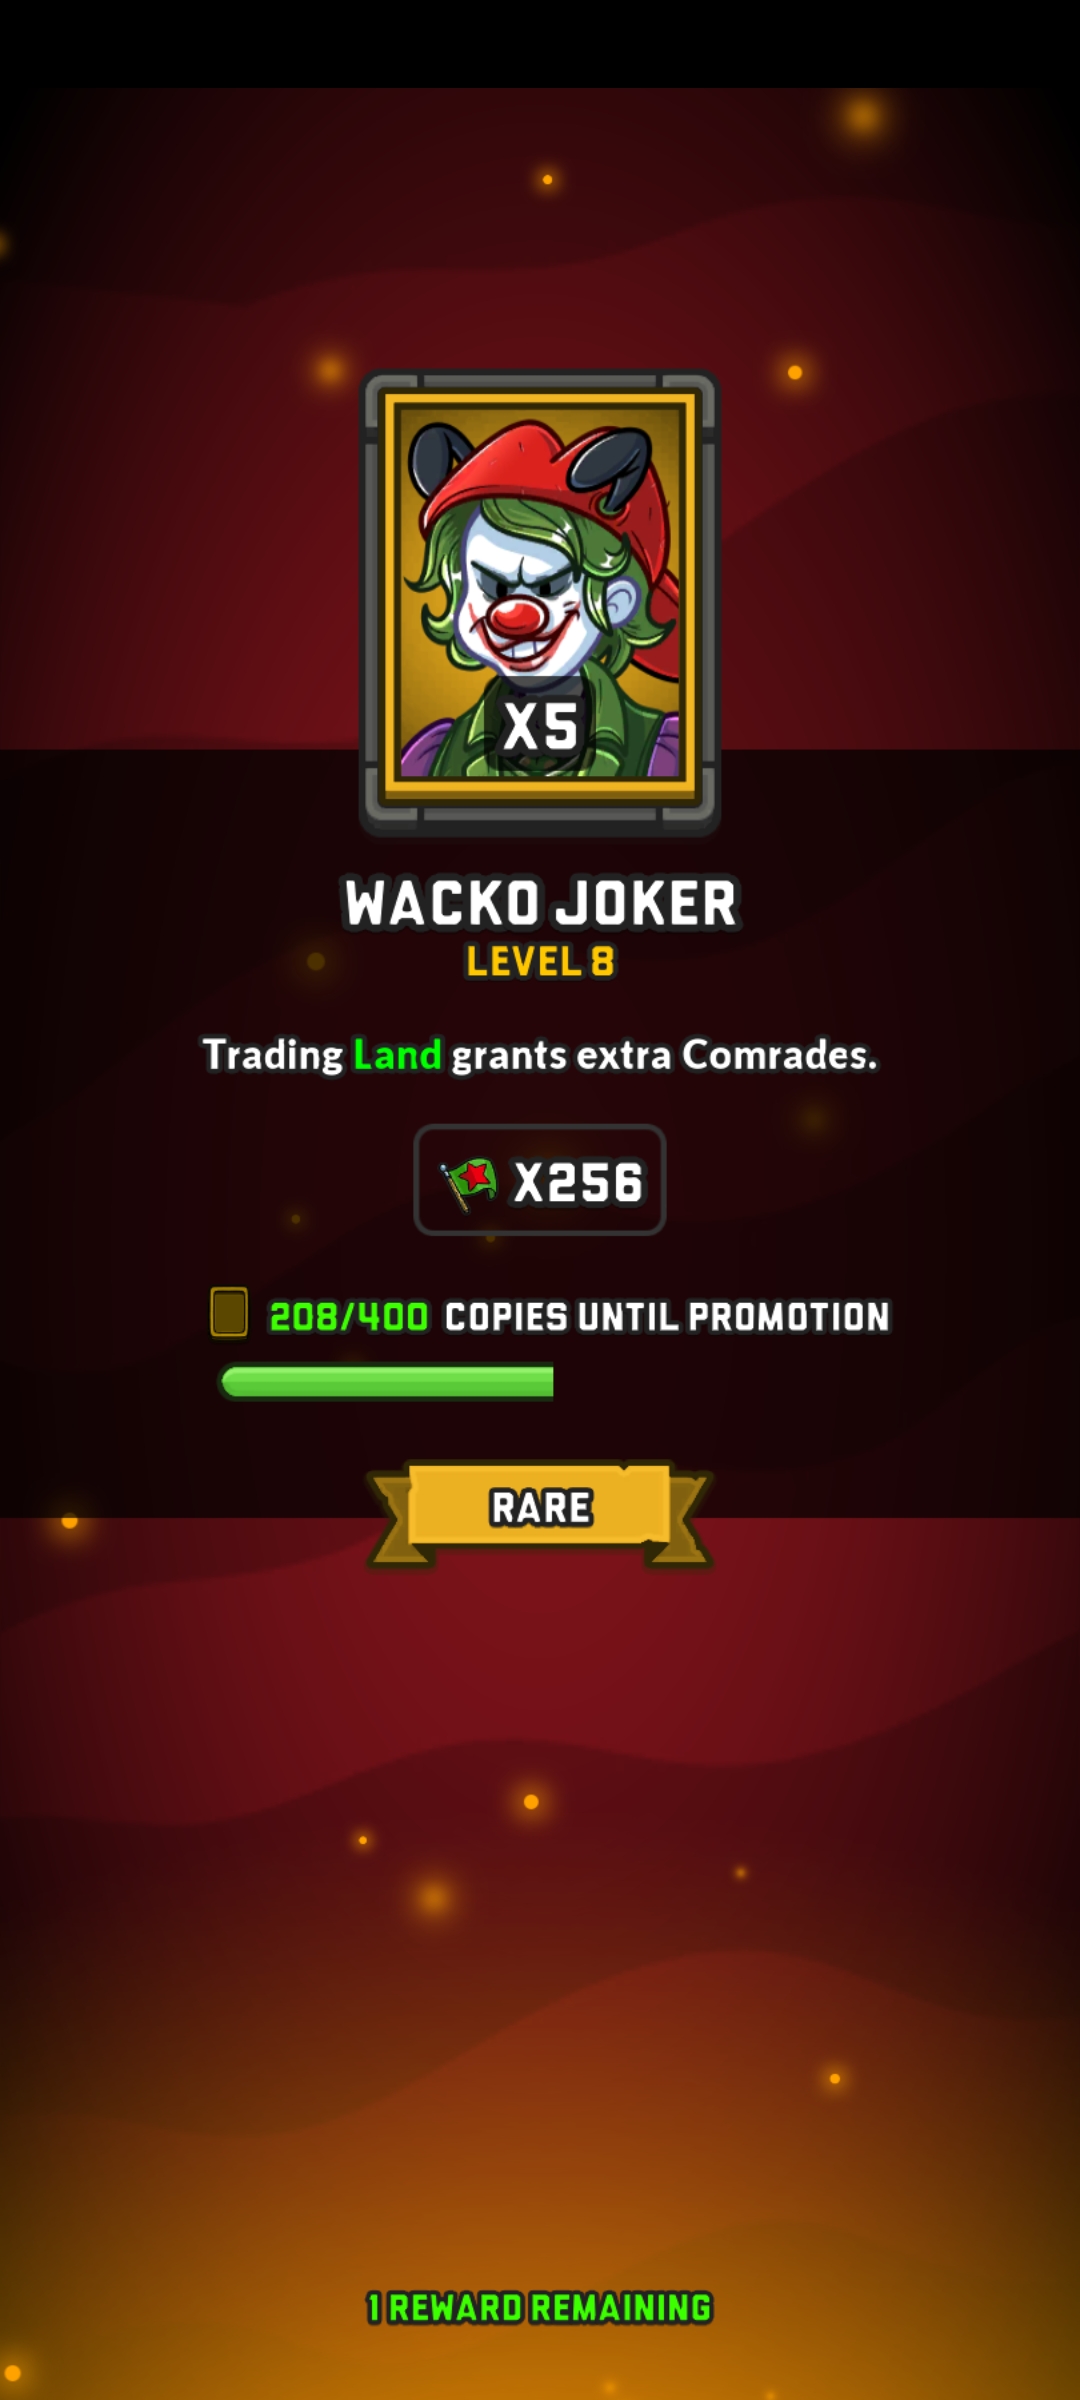 X5
WACKO JOKER
LEVEL 8
Trading Land grants extra Comrades.
X256
208/400 COPIES UNTIL PROMOTION
RARE
1 REWARD REMAINING